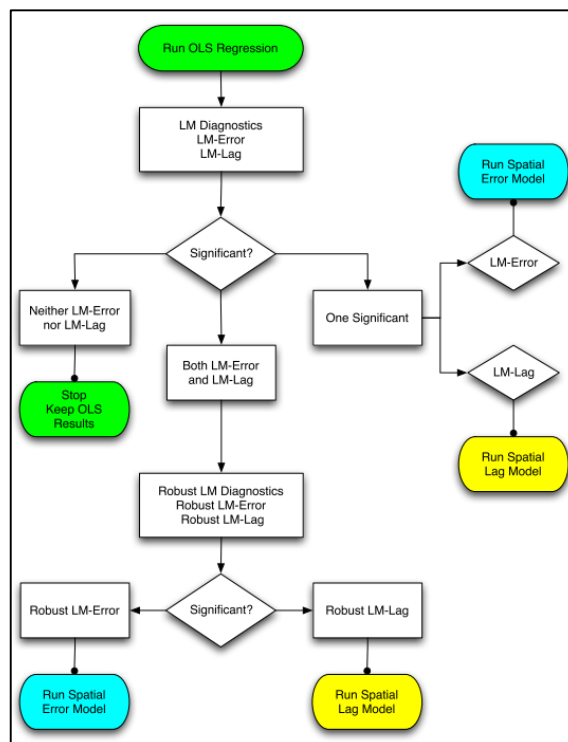 Run OLS Regression
LM Diagnostics
LM-Error
LM-Lag
Run Spatial
Error Model
Significant?
LM-Error
Neither LM-Error
nor LM-Lag
One Significant
Both LM-Error
and LM-Lag
LM-Lag
Stop
Keep OLS
Results
Run Spatial
Lag Model
Robust LM Diagnostics
Robust LM-Error
Robust LM-Lag
Robust LM-Error
Significant?
Robust LM-Lag
Run Spatial
Error Model
Run Spatial
Lag Model